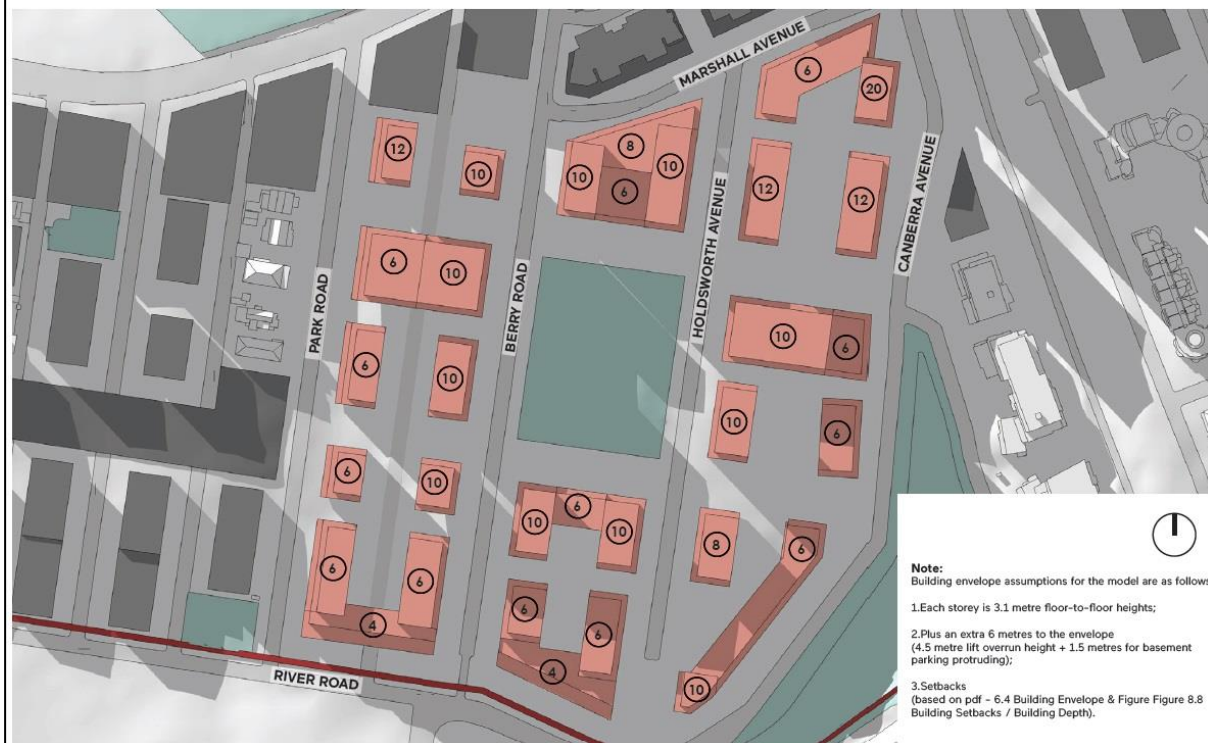 MARSHALL AVENUE
6
20
12
8
10
10
10
6
12
12
HOLDSWORTH AVENUE
CANBERRA AVENUE
6
10
PARK ROAD
BERRY ROAD
10
6
6
10
10
6
6
10
6
10
10
8
6
6
6
6
6
4
4
10
RIVER ROAD
Note:
Building envelope assumptions for the model are as follows
1.Each storey is 3.1 metre floor-to-floor heights;
2.Plus an extra 6 metres to the envelope
(4.5 metre lift overrun height + 1.5 metres for basement
parking protruding);
3.Setbacks
(based on pdf - 6.4 Building Envelope & Figure Figure 8.8
Building Setbacks / Building Depth).